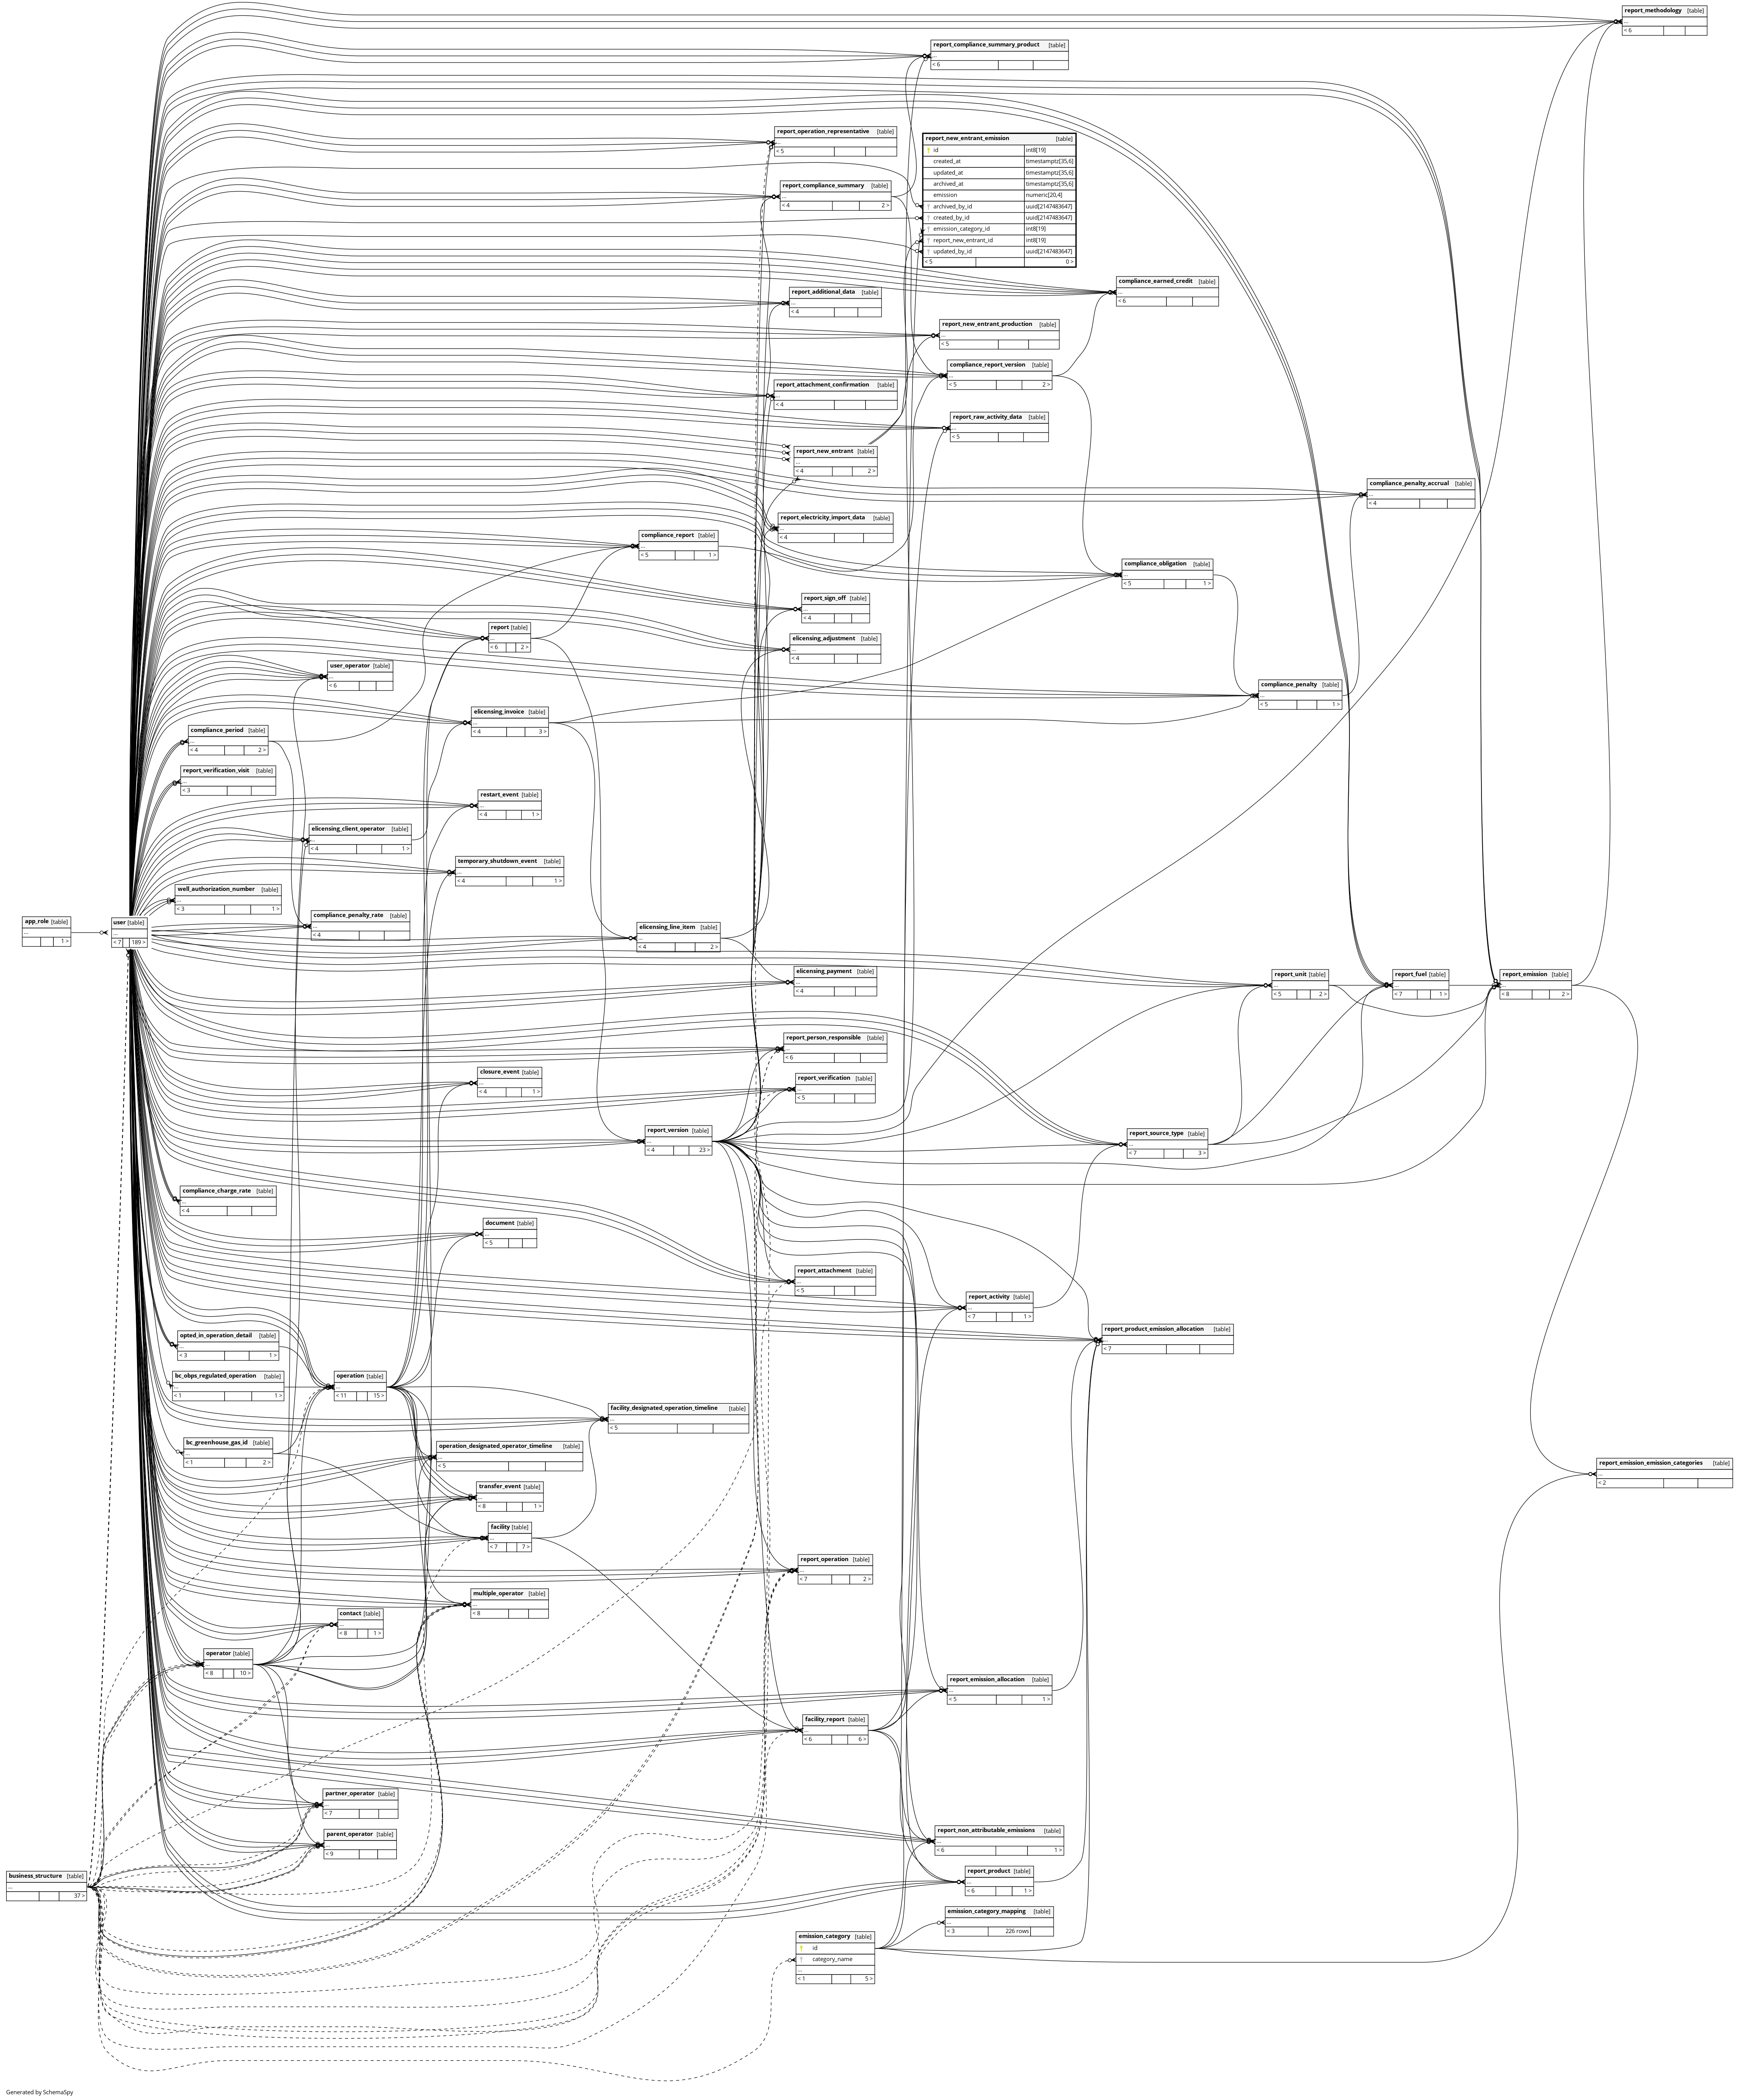 report_methodology [table]
...
< 6
report_compliance_summary_product [table]
...
< 6
report_operation_representative [table]
...
< 5
report_new_entrant_emission [table]
id int8[19]
created_at timestamptz[35,6]
updated_at timestamptz[35,6]
archived_at timestamptz[35,6]
emission numeric[20,4]
archived_by_id uuid[2147483647]
created_by_id uuid[2147483647]
emission_category_id int8[19]
report_new_entrant_id int8[19]
updated_by_id uuid[2147483647]
< 5 0 >
report_compliance_summary [table]
...
< 4 2 >
compliance_earned_credit [table]
...
< 6
report_additional_data [table]
...
< 4
report_new_entrant_production [table]
...
< 5
compliance_report_version [table]
...
< 5 2 >
report_attachment_confirmation [table]
...
< 4
report_raw_activity_data [table]
...
< 5
report_new_entrant [table]
...
< 4 2 >
compliance_penalty_accrual [table]
...
< 4
report_electricity_import_data [table]
...
< 4
compliance_report [table]
...
< 5 1 >
compliance_obligation [table]
...
< 5 1 >
report_sign_off [table]
...
< 4
report [table]
...
< 6 2 >
elicensing_adjustment [table]
...
< 4
user_operator [table]
...
< 6
compliance_penalty [table]
...
< 5 1 >
elicensing_invoice [table]
...
< 4 3 >
compliance_period [table]
...
< 4 2 >
report_verification_visit [table]
...
< 3
restart_event [table]
...
< 4 1 >
elicensing_client_operator [table]
...
< 4 1 >
temporary_shutdown_event [table]
...
< 4 1 >
well_authorization_number [table]
...
< 3 1 >
compliance_penalty_rate [table]
...
< 4
app_role [table]
...
1 >
user [table]
...
< 7 189 >
elicensing_line_item [table]
...
< 4 2 >
elicensing_payment [table]
...
< 4
report_unit [table]
...
< 5 2 >
report_fuel [table]
...
< 7 1 >
report_emission [table]
...
< 8 2 >
report_person_responsible [table]
...
< 6
closure_event [table]
...
< 4 1 >
report_verification [table]
...
< 5
report_version [table]
...
< 4 23 >
report_source_type [table]
...
< 7 3 >
compliance_charge_rate [table]
...
< 4
document [table]
...
< 5
report_attachment [table]
...
< 5
report_activity [table]
...
< 7 1 >
report_product_emission_allocation [table]
...
< 7
opted_in_operation_detail [table]
...
< 3 1 >
bc_obps_regulated_operation [table]
...
< 1 1 >
operation [table]
...
< 11 15 >
facility_designated_operation_timeline [table]
...
< 5
bc_greenhouse_gas_id [table]
...
< 1 2 >
operation_designated_operator_timeline [table]
...
< 5
report_emission_emission_categories [table]
...
< 2
transfer_event [table]
...
< 8 1 >
facility [table]
...
< 7 7 >
report_operation [table]
...
< 7 2 >
multiple_operator [table]
...
< 8
contact [table]
...
< 8 1 >
operator [table]
...
< 8 10 >
report_emission_allocation [table]
...
< 5 1 >
facility_report [table]
...
< 6 6 >
partner_operator [table]
...
< 7
report_non_attributable_emissions [table]
...
< 6 1 >
parent_operator [table]
...
< 9
business_structure [table]
...
37 >
report_product [table]
...
< 6 1 >
emission_category_mapping [table]
...
< 3 226 rows
emission_category [table]
id
category_name
...
< 1 5 >
Generated by SchemaSpy